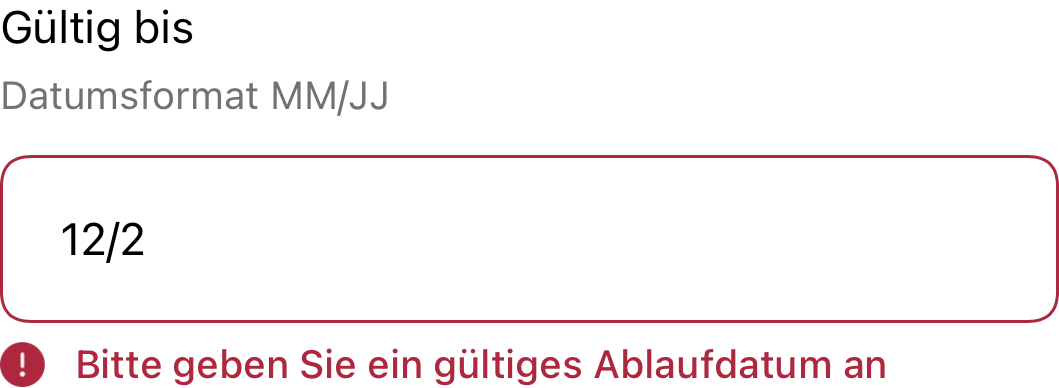 Gültig bis
Datumsformat MM/JJ
12/2
Bitte geben Sie ein gültiges Ablaufdatum an